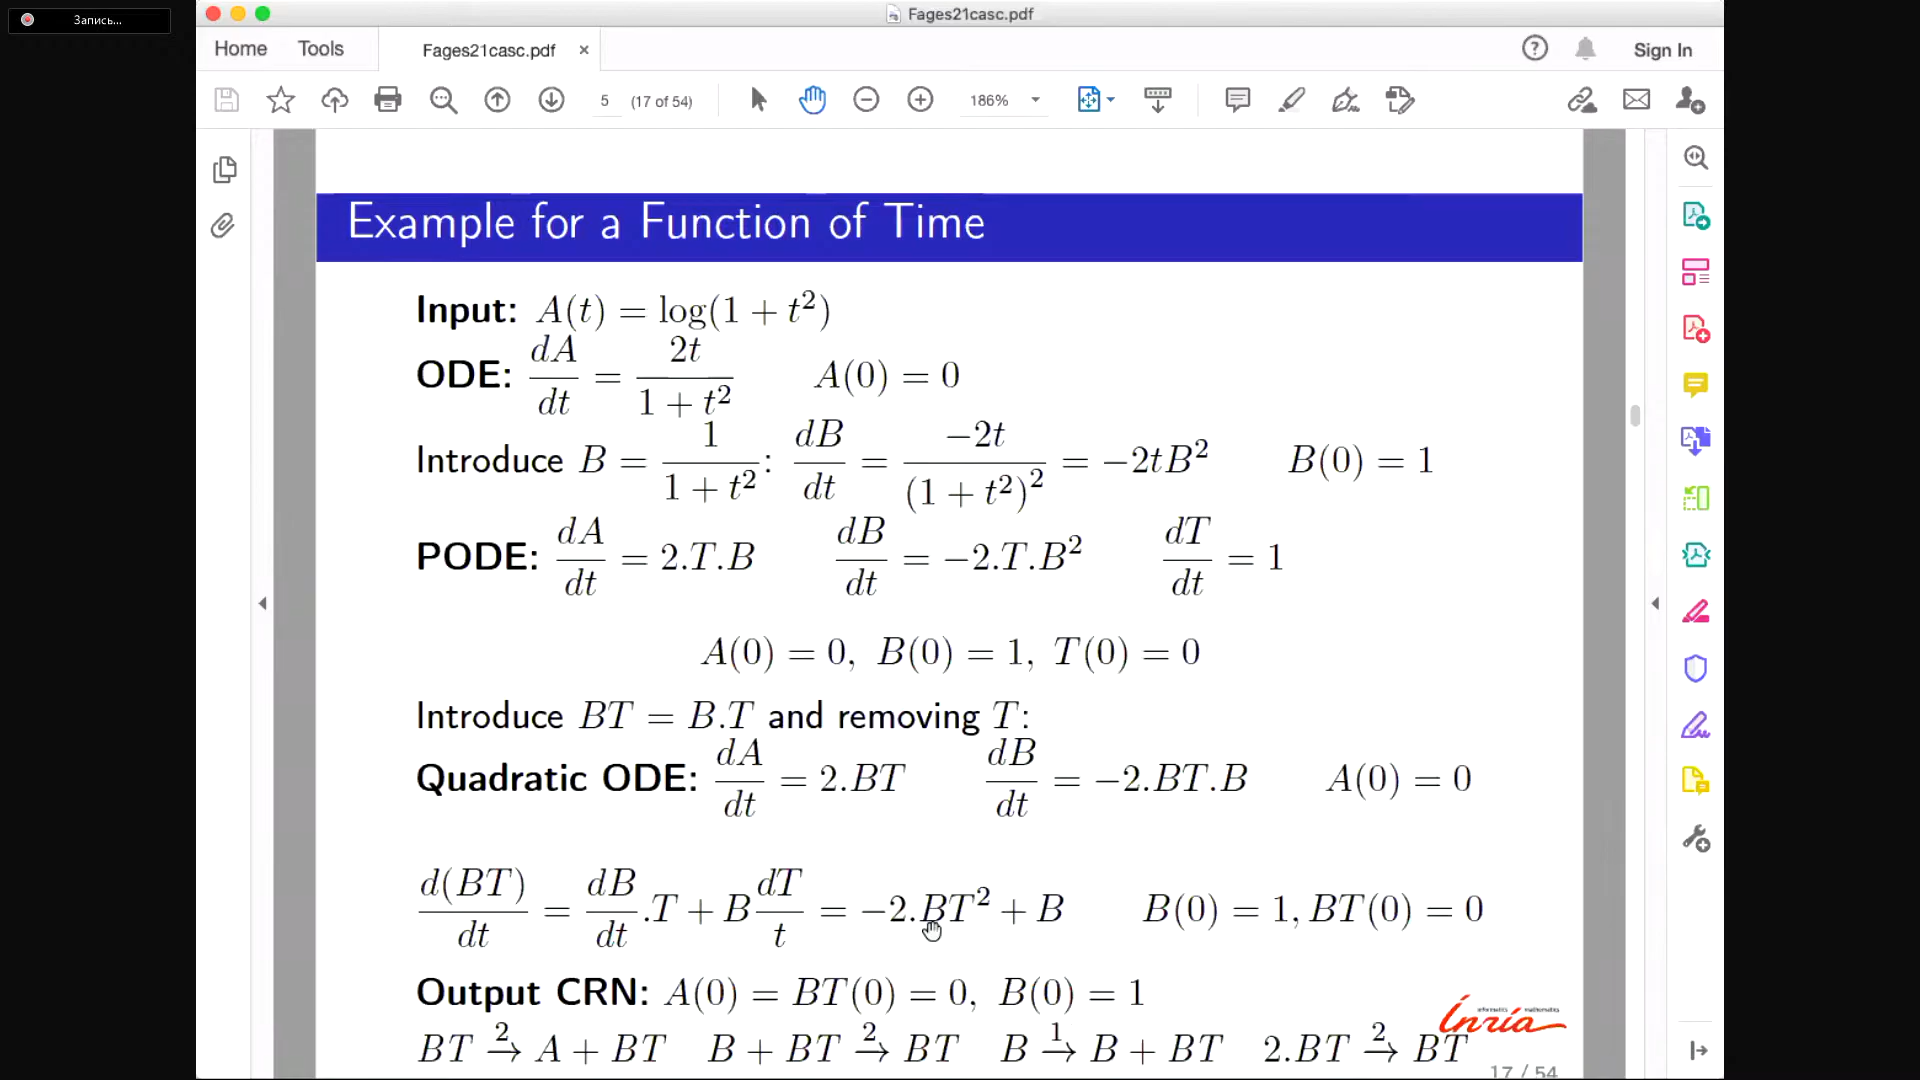 Запись...
Fages21casc.pdf
Home Tools Fages21casc.pdf × Sign In
5 (17 of 54) 186%
Example for a Function of Time
Input: A(t) = log(1 + t²)
ODE: dA/dt = 2t/(1 + t²) A(0) = 0
Introduce B = 1/(1 + t²): dB/dt = −2t/(1 + t²)² = −2tB² B(0) = 1
PODE: dA/dt = 2.T.B dB/dt = −2.T.B² dT/dt = 1
A(0) = 0, B(0) = 1, T(0) = 0
Introduce BT = B.T and removing T:
Quadratic ODE: dA/dt = 2.BT dB/dt = −2.BT.B A(0) = 0
d(BT)/dt = dB/dt.T + B dT/t = −2.BT² + B B(0) = 1, BT(0) = 0
Output CRN: A(0) = BT(0) = 0, B(0) = 1
BT 2→ A + BT B + BT 2→ BT B 1→ B + BT 2.BT 2→ BT
Inria
17 / 54